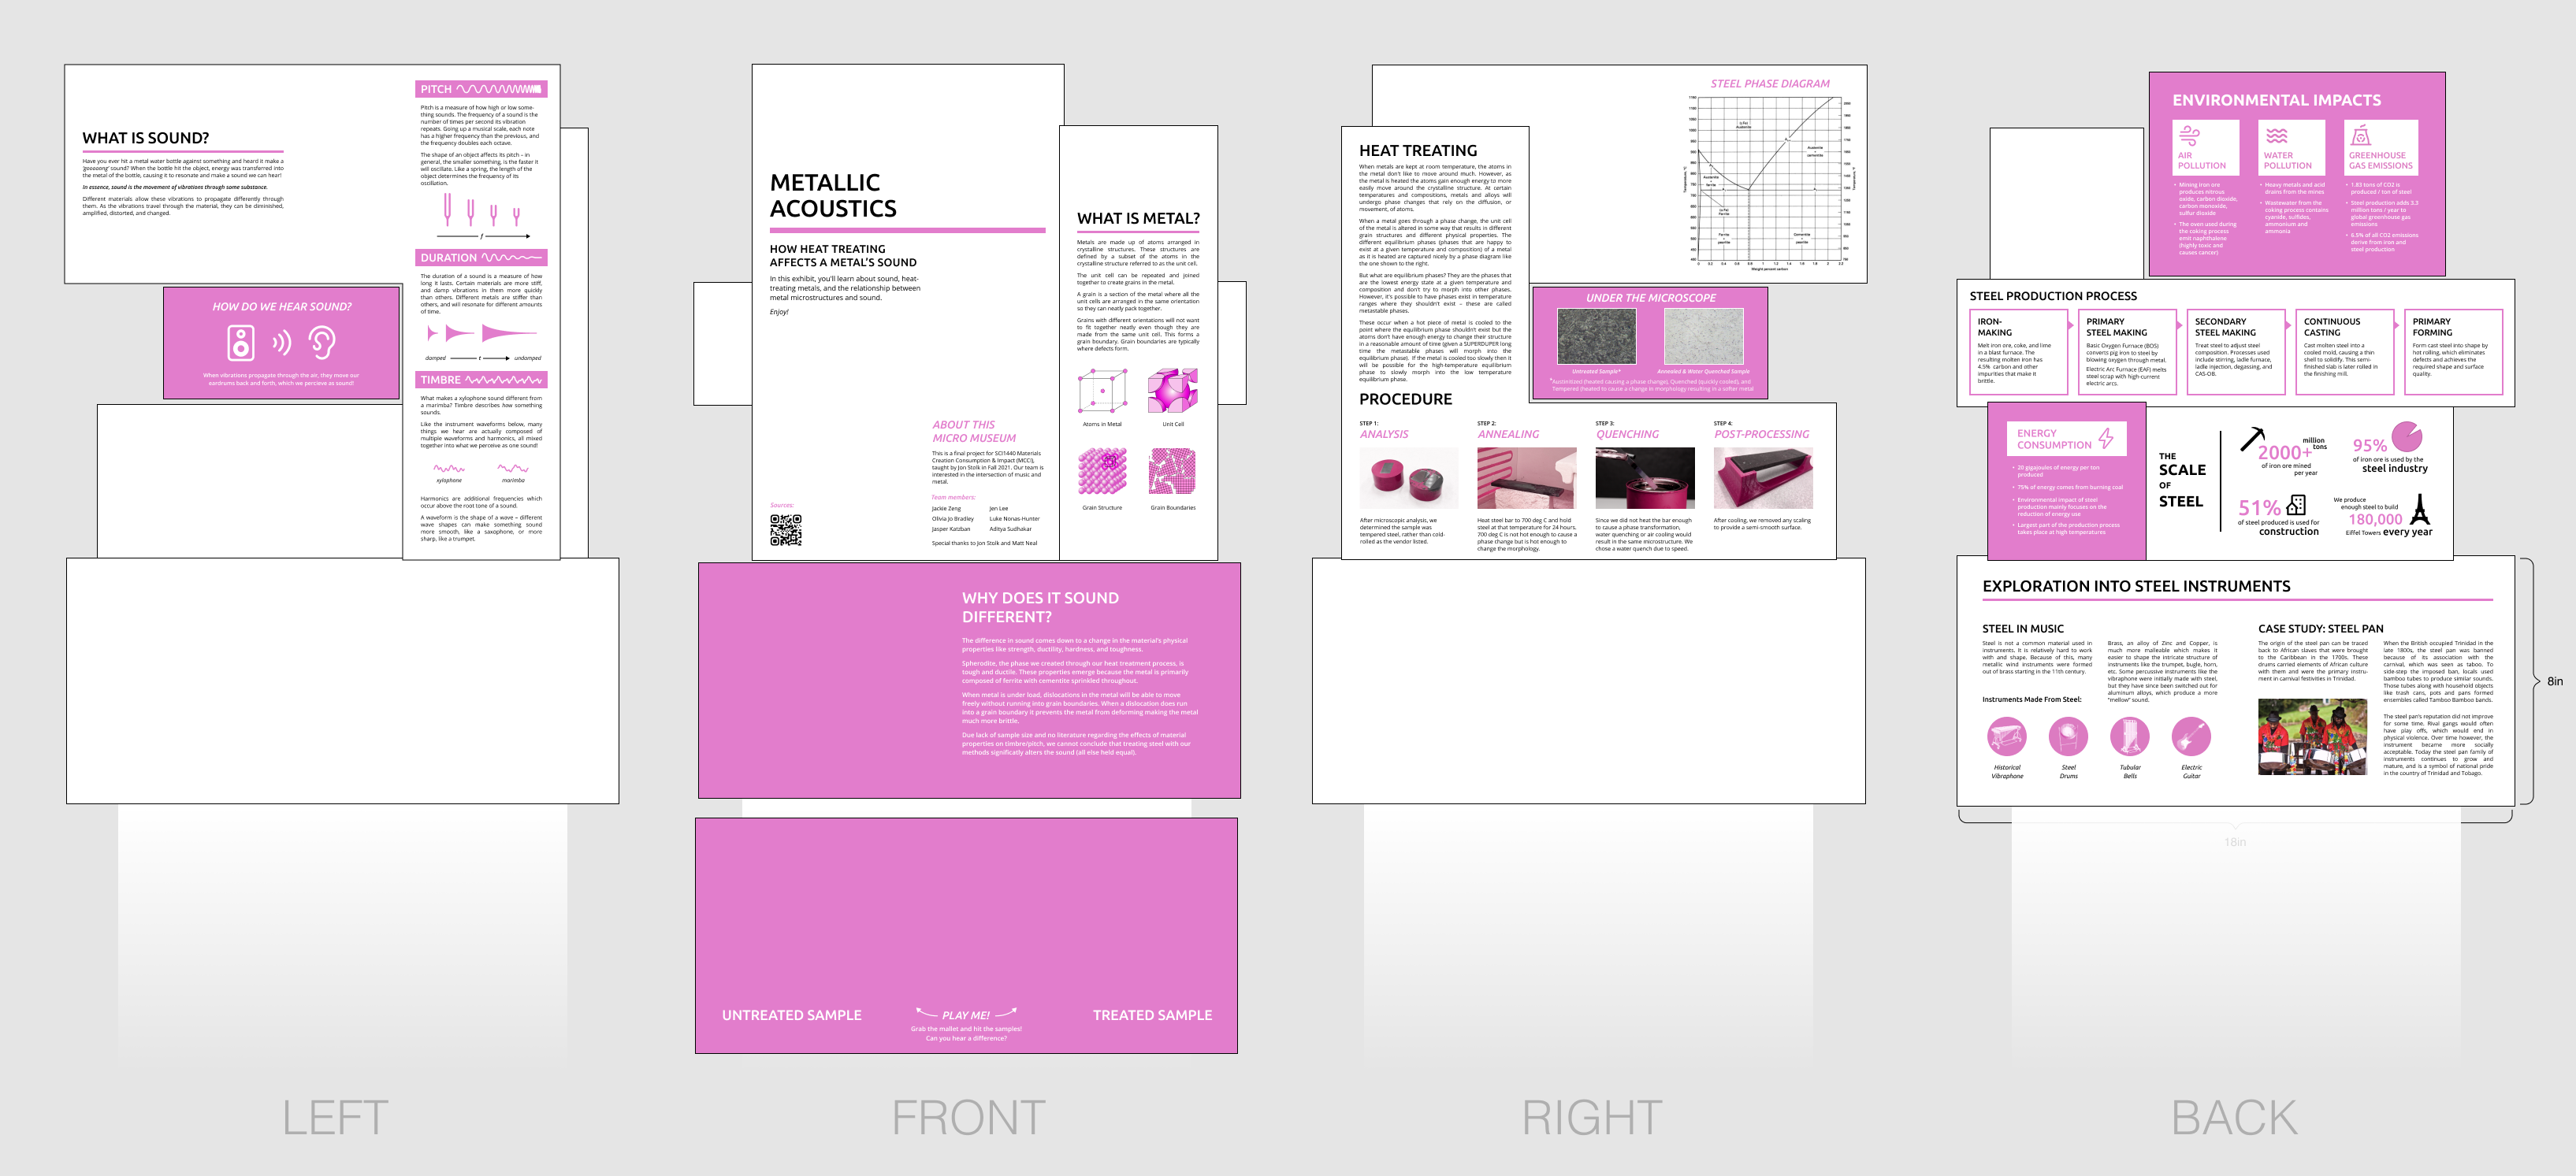 WHAT IS SOUND?
Have you ever hit a metal water bottle against something and heard it make a
'gooooong' sound? When the bottle hit the object, energy was transferred into
the metal of the bottle, causing it to resonate and make a sound we can hear!
In essence, sound is the movement of vibrations through some substance.
Different materials allow these vibrations to propagate differently through
them. As the vibrations travel through the material, they can be diminished,
amplified, distorted, and changed.
PITCH
Pitch is a measure of how high or low some-
thing sounds. The frequency of a sound is the
number of times per second its vibration
repeats. Going up a musical scale, each note
has a higher frequency than the previous, and
the frequency doubles each octave.
The shape of an object affects its pitch – in
general, the smaller something, is the faster it
will oscillate. Like a spring, the length of the
object determines the frequency of its
oscillation.
f
HOW DO WE HEAR SOUND?
When vibrations propagate through the air, they move our
eardrums back and forth, which we percieve as sound!
DURATION
The duration of a sound is a measure of how
long it lasts. Certain materials are more stiff,
and damp vibrations in them more quickly
than others. Different metals are stiffer than
others, and will resonate for different amounts
of time.
damped t undamped
TIMBRE
What makes a xylophone sound different from
a marimba? Timbre describes how something
sounds.
Like the instrument waveforms below, many
things we hear are actually composed of
multiple waveforms and harmonics, all mixed
together into what we perceive as one sound!
xylophone marimba
Harmonics are additional frequencies which
occur above the root tone of a sound.
A waveform is the shape of a wave – different
wave shapes can make something sound
more smooth, like a saxophone, or more
sharp, like a trumpet.
LEFT
METALLIC
ACOUSTICS
HOW HEAT TREATING
AFFECTS A METAL'S SOUND
In this exhibit, you'll learn about sound, heat-
treating metals, and the relationship between
metal microstructures and sound.
Enjoy!
ABOUT THIS
MICRO MUSEUM
This is a final project for SCI1440 Materials
Creation Consumption & Impact (MCCI),
taught by Jon Stolk in Fall 2021. Our team is
interested in the intersection of music and
metal.
Team members:
Jackie Zeng Jen Lee
Olivia Jo Bradley Luke Nonas-Hunter
Jasper Katzban Aditya Sudhakar
Special thanks to Jon Stolk and Matt Neal
Sources:
WHAT IS METAL?
Metals are made up of atoms arranged in
crystalline structures. These structures are
defined by a subset of the atoms in the
crystalline structure referred to as the unit cell.
The unit cell can be repeated and joined
together to create grains in the metal.
A grain is a section of the metal where all the
unit cells are arranged in the same orientation
so they can neatly pack together.
Grains with different orientations will not want
to fit together neatly even though they are
made from the same unit cell. This forms a
grain boundary. Grain boundaries are typically
where defects form.
Atoms in Metal Unit Cell
Grain Structure Grain Boundaries
WHY DOES IT SOUND
DIFFERENT?
The difference in sound comes down to a change in the material's physical
properties like strength, ductility, hardness, and toughness.
Spherodite, the phase we created through our heat treatment process, is
tough and ductile. These properties emerge because the metal is primarily
composed of ferrite with cementite sprinkled throughout.
When metal is under load, dislocations in the metal will be able to move
freely without running into grain boundaries. When a dislocation does run
into a grain boundary it prevents the metal from deforming making the metal
much more brittle.
Due lack of sample size and no literature regarding the effects of material
properties on timbre/pitch, we cannot conclude that treating steel with our
methods significatly alters the sound (all else held equal).
UNTREATED SAMPLE
PLAY ME!
Grab the mallet and hit the samples!
Can you hear a difference?
TREATED SAMPLE
FRONT
STEEL PHASE DIAGRAM
Weight percent carbon
HEAT TREATING
When metals are kept at room temperature, the atoms in
the metal don't like to move around much. However, as
the metal is heated the atoms gain enough energy to more
easily move around the crystalline structure. At certain
temperatures and compositions, metals and alloys will
undergo phase changes that rely on the diffusion, or
movement, of atoms.
When a metal goes through a phase change, the unit cell
of the metal is altered in some way that results in different
grain structures and different physical properties. The
different equilibrium phases (phases that are happy to
exist at a given temperature and composition) of a metal
as it is heated are captured nicely by a phase diagram like
the one shown to the right.
But what are equilibrium phases? They are the phases that
are the lowest energy state at a given temperature and
composition and don't try to morph into other phases.
However, it's possible to have phases exist in temperature
ranges where they shouldn't exist – these are called
metastable phases.
These occur when a hot piece of metal is cooled to the
point where the equilibrium phase shouldn't exist but the
atoms don't have enough energy to change their structure
in a reasonable amount of time (given a SUPERDUPER long
time the metastable phases will morph into the
equilibrium phase). If the metal is cooled too slowly then it
will be possible for the high-temperature equilibrium
phase to slowly morph into the low temperature
equilibrium phase.
UNDER THE MICROSCOPE
Untreated Sample* Annealed & Water Quenched Sample
*Austenitized (heated causing a phase change), Quenched (quickly cooled), and
Tempered (heated to cause a change in morphology resulting in a softer metal
PROCEDURE
STEP 1:
ANALYSIS
After microscopic analysis, we
determined the sample was
tempered steel, rather than cold-
rolled as the vendor listed.
STEP 2:
ANNEALING
Heat steel bar to 700 deg C and hold
steel at that temperature for 24 hours.
700 deg C is not hot enough to cause a
phase change but is hot enough to
change the morphology.
STEP 3:
QUENCHING
Since we did not heat the bar enough
to cause a phase transformation,
water quenching or air cooling would
result in the same microstructure. We
chose a water quench due to speed.
STEP 4:
POST-PROCESSING
After cooling, we removed any scaling
to provide a semi-smooth surface.
RIGHT
ENVIRONMENTAL IMPACTS
AIR
POLLUTION
• Mining iron ore
produces nitrous
oxide, carbon dioxide,
carbon monoxide,
sulfur dioxide
• The oven used during
the coking process
emit naphthalene
(highly toxic and
causes cancer)
WATER
POLLUTION
• Heavy metals and acid
drains from the mines
• Wastewater from the
coking process contains
cyanide, sulfides,
ammonium and
ammonia
GREENHOUSE
GAS EMISSIONS
• 1.83 tons of CO2 is
produced / ton of steel
• Steel production adds 3.3
million tons / year to
global greenhouse gas
emissions
• 6.5% of all CO2 emissions
derive from iron and
steel production
STEEL PRODUCTION PROCESS
IRON-
MAKING
Melt iron ore, coke, and lime
in a blast furnace. The
resulting molten iron has
4.5% carbon and other
impurities that make it
brittle.
PRIMARY
STEEL MAKING
Basic Oxygen Furnace (BOS)
converts pig iron to steel by
blowing oxygen through metal.
Electric Arc Furnace (EAF) melts
steel scrap with high current
electric arcs.
SECONDARY
STEEL MAKING
Treat steel to adjust steel
composition. Processes used
include stirring, ladle furnace,
ladle injection, degassing, and
CAS-OB.
CONTINUOUS
CASTING
Cast molten steel into a
cooled mold, causing a thin
shell to solidify. This semi-
finished slab is later rolled in
the finishing mill.
PRIMARY
FORMING
Form cast steel into shape by
hot rolling, which eliminates
defects and achieves the
required shape and surface
quality.
ENERGY
CONSUMPTION
• 20 gigajoules of energy per ton
produced
• 75% of energy comes from burning coal
• Environmental impact of steel
production mainly focuses on the
reduction of energy use
• Largest part of the production process
takes place at high temperatures
THE
SCALE
OF
STEEL
2000+ million
tons
of iron ore mined
per year
95%
of iron ore is used by the
steel industry
51%
of steel produced is used for
construction
We produce
enough steel to build
180,000
Eiffel Towers every year
EXPLORATION INTO STEEL INSTRUMENTS
STEEL IN MUSIC
Steel is not a common material used in
instruments. It is relatively hard to work
with and shape. Because of this, many
metallic wind instruments were formed
out of brass starting in the 11th century.
Brass, an alloy of Zinc and Copper, is
much more malleable which makes it
easier to shape the intricate structure of
instruments like the trumpet, bugle, horn,
etc. Some percussive instruments like the
vibraphone were initially made with steel,
but they have since been switched out for
aluminum alloys, which produce a more
"mellow" sound.
Instruments Made From Steel:
Historical
Vibraphone
Steel
Drums
Tubular
Bells
Electric
Guitar
CASE STUDY: STEEL PAN
The origin of the steel pan can be traced
back to African slaves that were brought
to the Caribbean in the 1700s. These
drums carried elements of African culture
with them and were the primary instru-
ment in carnival festivities in Trinidad.
When the British occupied Trinidad in the
late 1800s, the steel pan was banned
because of its association with the
carnival, which was seen as taboo. To
side-step the imposed ban, locals used
bamboo tubes to produce similar sounds.
Those tubes along with household objects
like trash cans, pots and pans formed
ensembles called Tamboo Bamboo bands.
The steel pan's reputation did not improve
for some time. Rival gangs would often
have play offs, which would end in
physical violence. Over time however, the
instrument became more socially
acceptable. Today the steel pan family of
instruments continues to grow and
mature, and is a symbol of national pride
in the country of Trinidad and Tobago.
8in
18in
BACK